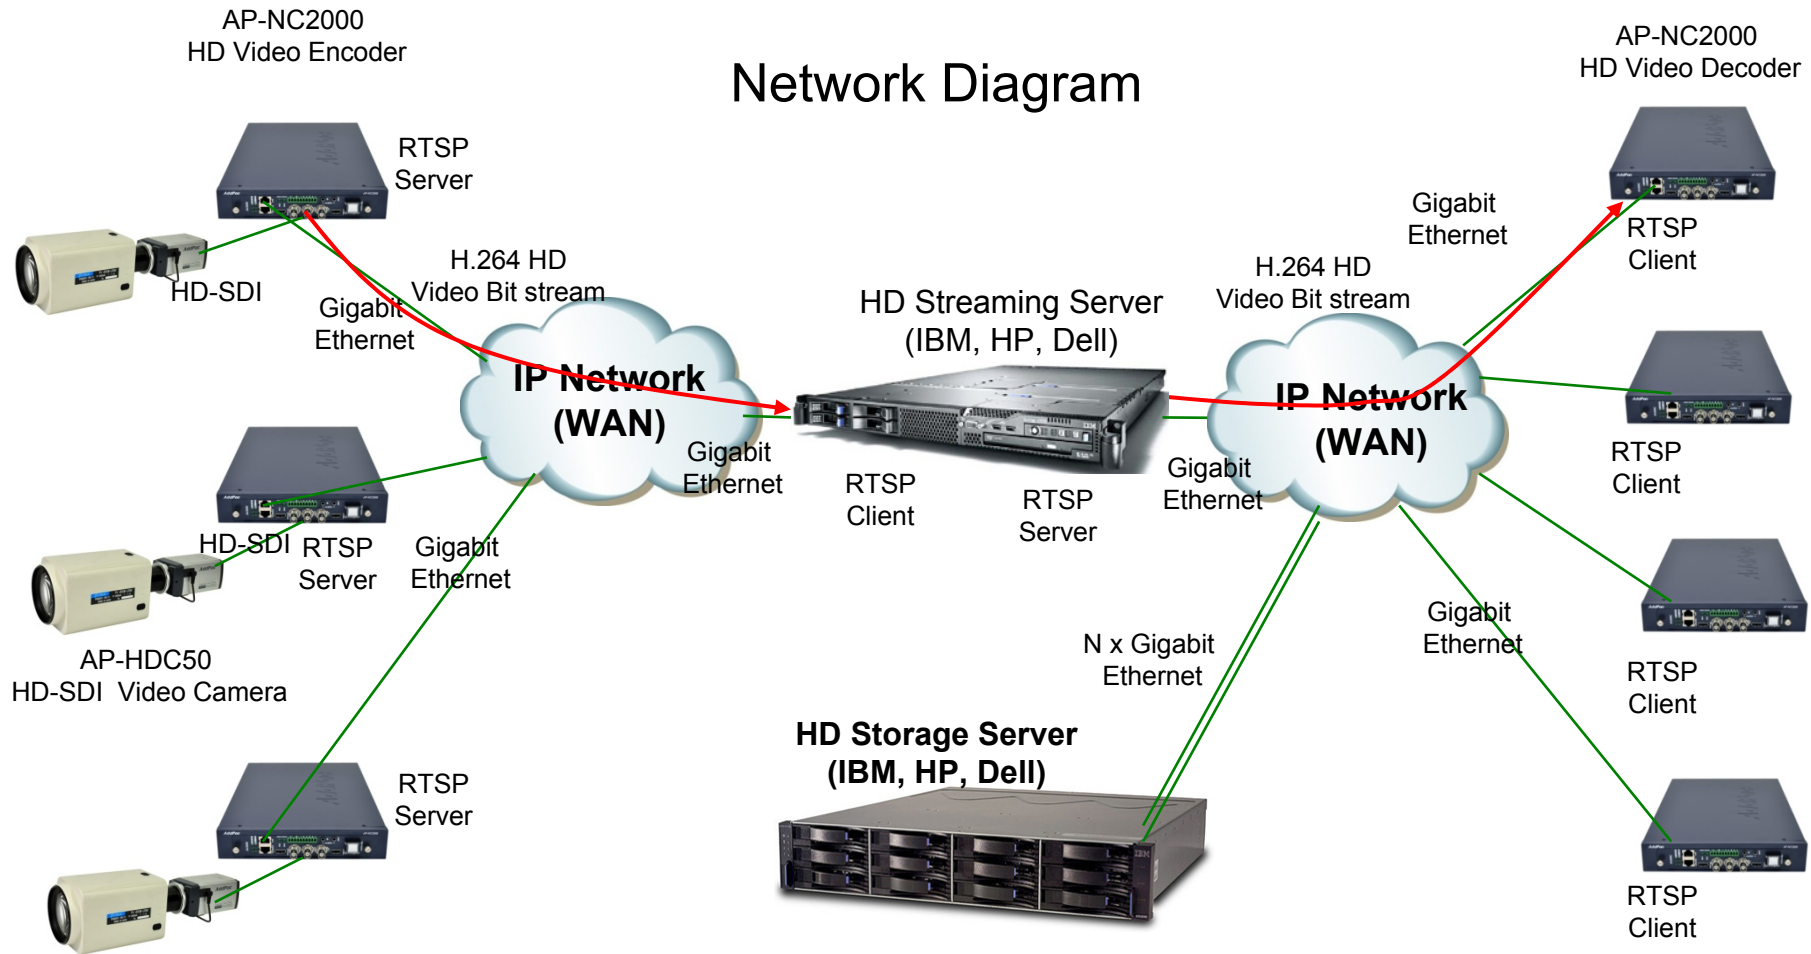 AP-NC2000
HD Video Encoder
Network Diagram
AP-NC2000
HD Video Decoder
RTSP
Server
HD-SDI
H.264 HD
Video Bit stream
Gigabit
Ethernet
IP Network
(WAN)
HD Streaming Server
(IBM, HP, Dell)
H.264 HD
Video Bit stream
Gigabit
Ethernet
RTSP
Client
IP Network
(WAN)
Gigabit
Ethernet
RTSP
Client
RTSP
Server
Gigabit
Ethernet
RTSP
Client
HD-SDI
RTSP
Server
Gigabit
Ethernet
AP-HDC50
HD-SDI  Video Camera
N x Gigabit
Ethernet
Gigabit
Ethernet
RTSP
Client
HD Storage Server
(IBM, HP, Dell)
RTSP
Server
RTSP
Client